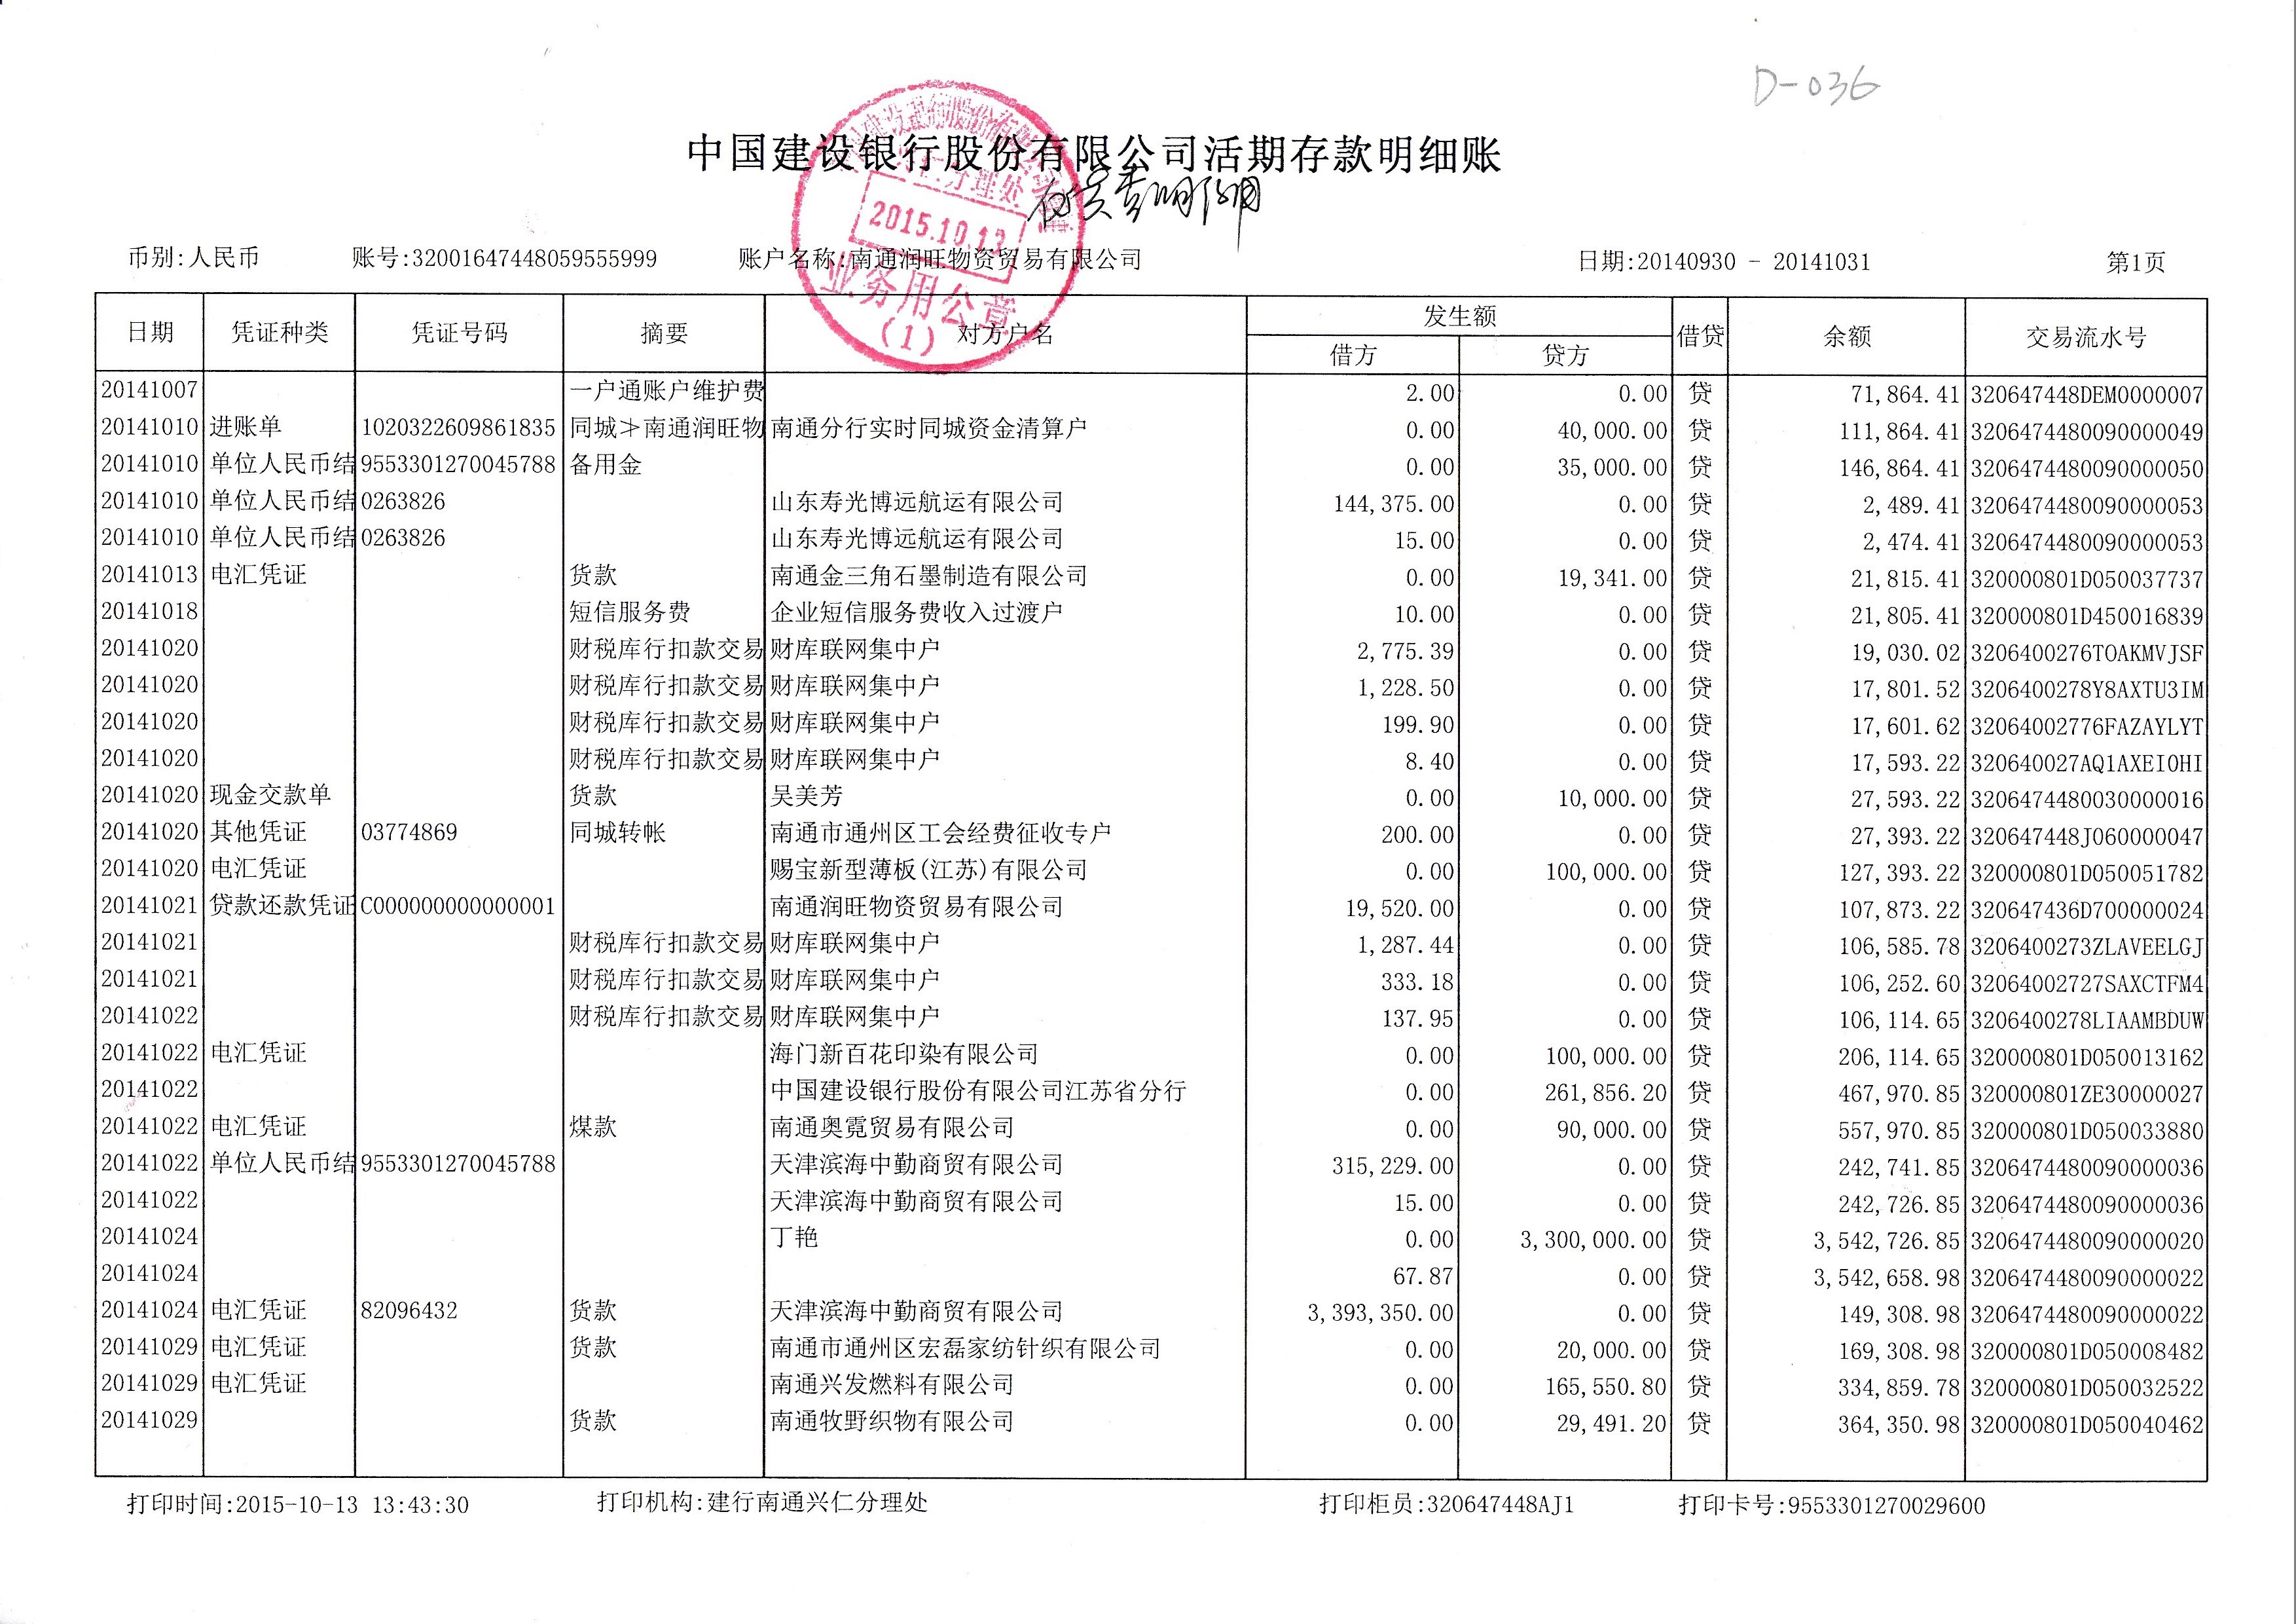 D-036
中国建设银行股份有限公司活期存款明细账
兴仁分理处
2015.10.13
业务用公章
(1)
币别:人民币 账号:32001647448059555999 账户名称:南通润旺物资贸易有限公司 日期:20140930 - 20141031 第1页
日期 凭证种类 凭证号码 摘要 对方户名 发生额 借贷 余额 交易流水号
借方 贷方
20141007 一户通账户维护费 2.00 0.00 贷 71,864.41 320647448DEM0000007
20141010 进账单 1020322609861835 同城≯南通润旺物 南通分行实时同城资金清算户 0.00 40,000.00 贷 111,864.41 3206474480090000049
20141010 单位人民币结 9553301270045788 备用金 0.00 35,000.00 贷 146,864.41 3206474480090000050
20141010 单位人民币结 0263826 山东寿光博远航运有限公司 144,375.00 0.00 贷 2,489.41 3206474480090000053
20141010 单位人民币结 0263826 山东寿光博远航运有限公司 15.00 0.00 贷 2,474.41 3206474480090000053
20141013 电汇凭证 货款 南通金三角石墨制造有限公司 0.00 19,341.00 贷 21,815.41 320000801D050037737
20141018 短信服务费 企业短信服务费收入过渡户 10.00 0.00 贷 21,805.41 320000801D450016839
20141020 财税库行扣款交易 财库联网集中户 2,775.39 0.00 贷 19,030.02 3206400276TOAKMVJSF
20141020 财税库行扣款交易 财库联网集中户 1,228.50 0.00 贷 17,801.52 3206400278Y8AXTU3IM
20141020 财税库行扣款交易 财库联网集中户 199.90 0.00 贷 17,601.62 32064002776FAZAYLYT
20141020 财税库行扣款交易 财库联网集中户 8.40 0.00 贷 17,593.22 320640027AQ1AXEI0HI
20141020 现金交款单 货款 吴美芳 0.00 10,000.00 贷 27,593.22 3206474480030000016
20141020 其他凭证 03774869 同城转帐 南通市通州区工会经费征收专户 200.00 0.00 贷 27,393.22 320647448J060000047
20141020 电汇凭证 赐宝新型薄板(江苏)有限公司 0.00 100,000.00 贷 127,393.22 320000801D050051782
20141021 贷款还款凭证 C000000000000001 南通润旺物资贸易有限公司 19,520.00 0.00 贷 107,873.22 320647436D700000024
20141021 财税库行扣款交易 财库联网集中户 1,287.44 0.00 贷 106,585.78 3206400273ZLAVEELGJ
20141021 财税库行扣款交易 财库联网集中户 333.18 0.00 贷 106,252.60 32064002727SAXCTFM4
20141022 财税库行扣款交易 财库联网集中户 137.95 0.00 贷 106,114.65 3206400278LIAAMBDUW
20141022 电汇凭证 海门新百花印染有限公司 0.00 100,000.00 贷 206,114.65 320000801D050013162
20141022 中国建设银行股份有限公司江苏省分行 0.00 261,856.20 贷 467,970.85 320000801ZE30000027
20141022 电汇凭证 煤款 南通奥霓贸易有限公司 0.00 90,000.00 贷 557,970.85 320000801D050033880
20141022 单位人民币结 9553301270045788 天津滨海中勤商贸有限公司 315,229.00 0.00 贷 242,741.85 3206474480090000036
20141022 天津滨海中勤商贸有限公司 15.00 0.00 贷 242,726.85 3206474480090000036
20141024 丁艳 0.00 3,300,000.00 贷 3,542,726.85 3206474480090000020
20141024 67.87 0.00 贷 3,542,658.98 3206474480090000022
20141024 电汇凭证 82096432 货款 天津滨海中勤商贸有限公司 3,393,350.00 0.00 贷 149,308.98 3206474480090000022
20141029 电汇凭证 货款 南通市通州区宏磊家纺针织有限公司 0.00 20,000.00 贷 169,308.98 320000801D050008482
20141029 电汇凭证 南通兴发燃料有限公司 0.00 165,550.80 贷 334,859.78 320000801D050032522
20141029 货款 南通牧野织物有限公司 0.00 29,491.20 贷 364,350.98 320000801D050040462
打印时间:2015-10-13 13:43:30 打印机构:建行南通兴仁分理处 打印柜员:320647448AJ1 打印卡号:9553301270029600